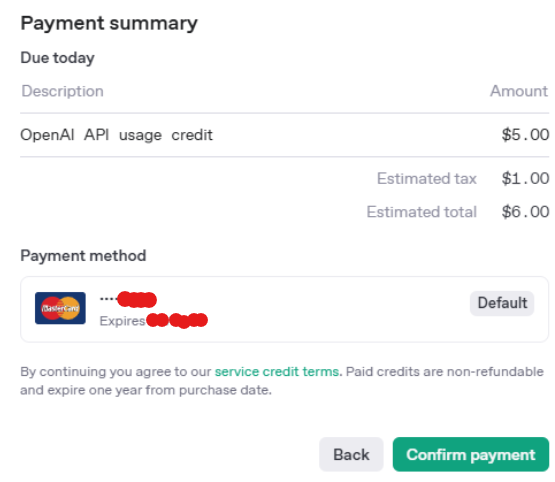 Payment summary
Due today
Description Amount
OpenAI API usage credit $5.00
Estimated tax $1.00
Estimated total $6.00
Payment method
MasterCard ....
Default
Expires
By continuing you agree to our service credit terms. Paid credits are non-refundable
and expire one year from purchase date.
Back Confirm payment